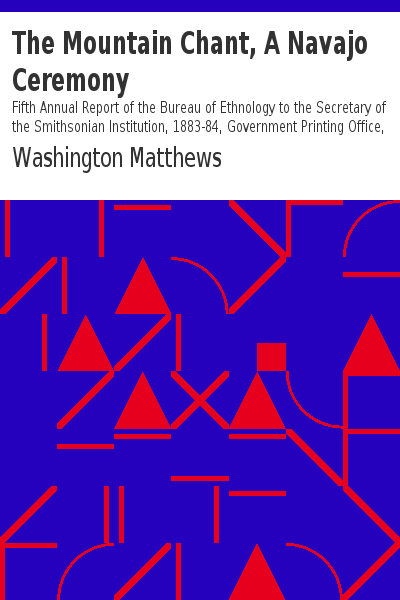 The Mountain Chant, A Navajo
Ceremony
Fifth Annual Report of the Bureau of Ethnology to the Secretary of
the Smithsonian Institution, 1883-84, Government Printing Office,
Washington Matthews